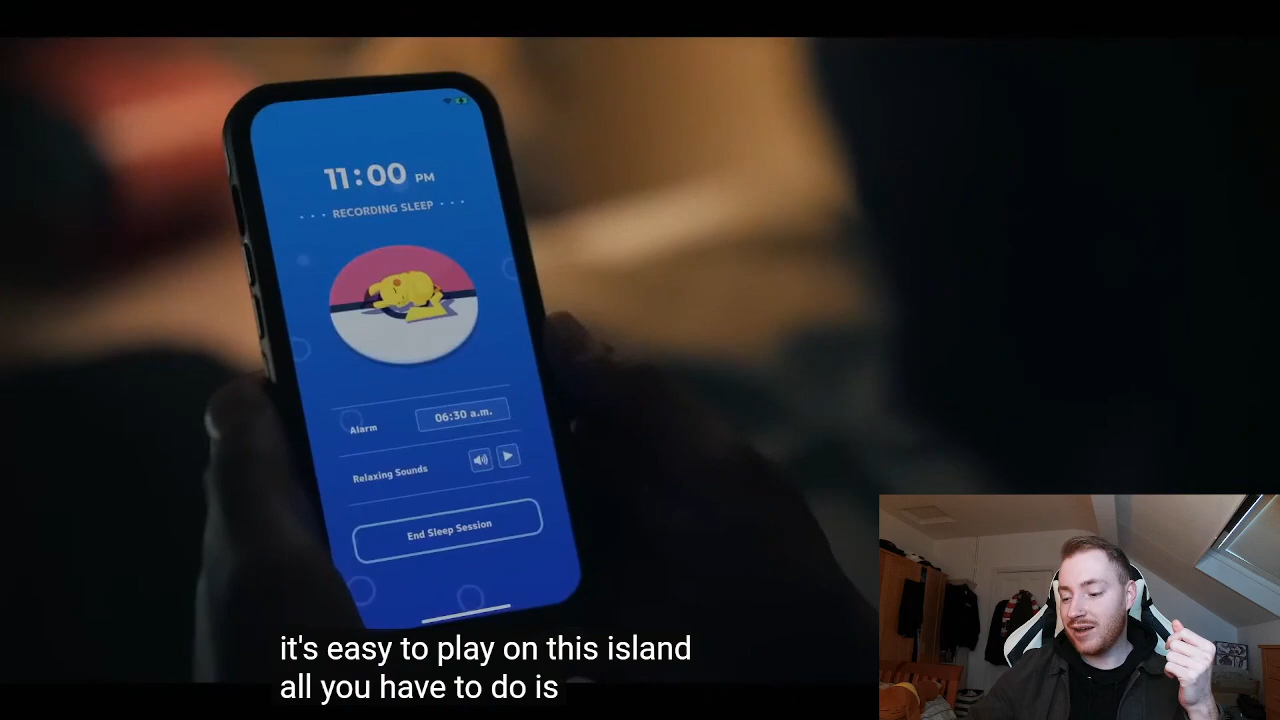 11:00 PM
• • • RECORDING SLEEP • • •
Alarm 06:30 a.m.
Relaxing Sounds
End Sleep Session
it's easy to play on this island
all you have to do is